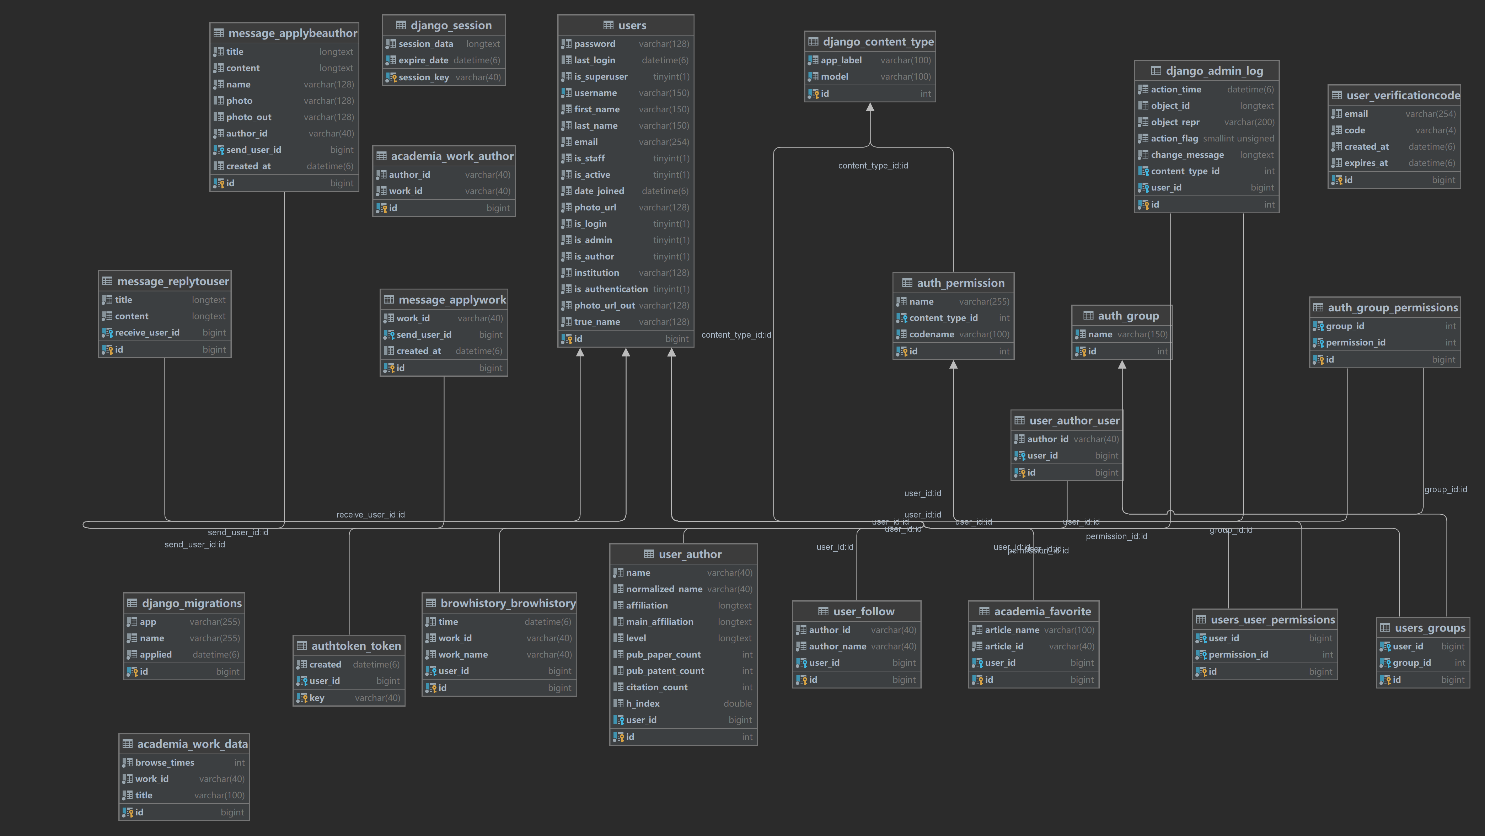 message_applybeauthor
title longtext
content longtext
name varchar(128)
photo varchar(128)
photo_out varchar(128)
author_id varchar(40)
send_user_id bigint
created_at datetime(6)
id bigint
django_session
session_data longtext
expire_date datetime(6)
session_key varchar(40)
academia_work_author
author_id varchar(40)
work_id varchar(40)
id bigint
users
password varchar(128)
last_login datetime(6)
is_superuser tinyint(1)
username varchar(150)
first_name varchar(150)
last_name varchar(150)
email varchar(254)
is_staff tinyint(1)
is_active tinyint(1)
date_joined datetime(6)
photo_url varchar(128)
is_login tinyint(1)
is_admin tinyint(1)
is_author tinyint(1)
institution varchar(128)
is_authentication tinyint(1)
photo_url_out varchar(128)
true_name varchar(128)
id bigint
django_content_type
app_label varchar(100)
model varchar(100)
id int
content_type_id:id
django_admin_log
action_time datetime(6)
object_id longtext
object_repr varchar(200)
action_flag smallint unsigned
change_message longtext
content_type_id int
user_id bigint
id int
user_verificationcode
email varchar(254)
code varchar(4)
created_at datetime(6)
expires_at datetime(6)
id bigint
message_replytouser
title longtext
content longtext
receive_user_id bigint
id bigint
message_applywork
work_id varchar(40)
send_user_id bigint
created_at datetime(6)
id bigint
content_type_id:id
auth_permission
name varchar(255)
content_type_id int
codename varchar(100)
id int
auth_group
name varchar(150)
id int
auth_group_permissions
group_id int
permission_id int
id bigint
user_author_user
author_id varchar(40)
user_id bigint
id bigint
user_id:id
group_id:id
receive_user_id:id
user_id:id
user_id:id
user_id:id
user_id:id
user_id:id
send_user_id:id
group_id:id
permission_id:id
send_user_id:id
user_id:id
django_migrations
app varchar(255)
name varchar(255)
applied datetime(6)
id bigint
authtoken_token
created datetime(6)
user_id bigint
key varchar(40)
browhistory_browhistory
time datetime(6)
work_id varchar(40)
work_name varchar(40)
user_id bigint
id bigint
user_author
name varchar(40)
normalized_name varchar(40)
affiliation longtext
main_affiliation longtext
level longtext
pub_paper_count int
pub_patent_count int
citation_count int
h_index double
user_id bigint
id int
user_follow
author_id varchar(40)
author_name varchar(40)
user_id bigint
id bigint
academia_favorite
article_name varchar(100)
article_id varchar(40)
user_id bigint
id bigint
users_user_permissions
user_id bigint
permission_id int
id bigint
users_groups
user_id bigint
group_id int
id bigint
academia_work_data
browse_times int
work_id varchar(40)
title varchar(100)
id bigint